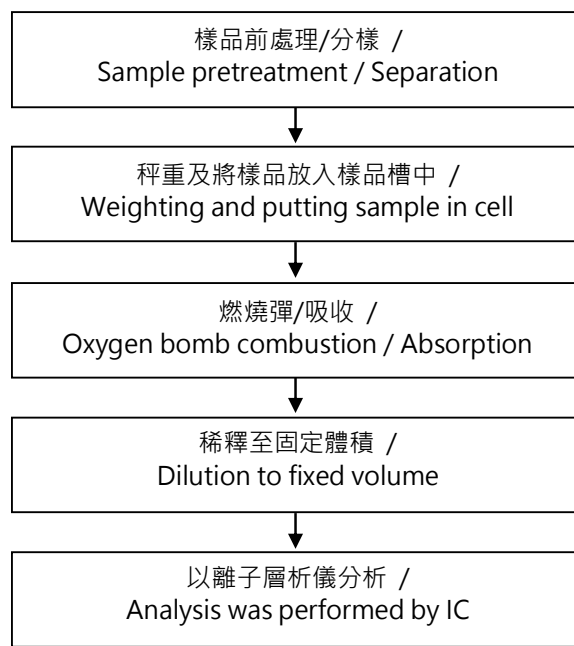 樣品前處理/分樣 /
Sample pretreatment / Separation
秤重及將樣品放入樣品槽中 /
Weighting and putting sample in cell
燃燒彈/吸收 /
Oxygen bomb combustion / Absorption
稀釋至固定體積 /
Dilution to fixed volume
以離子層析儀分析 /
Analysis was performed by IC